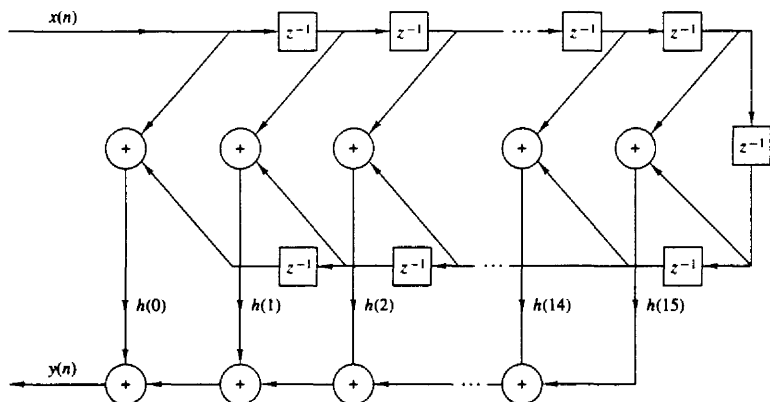 x(n)
z⁻¹ z⁻¹ ... z⁻¹ z⁻¹
+ + + + + z⁻¹
z⁻¹ z⁻¹ ... z⁻¹
h(0) h(1) h(2) h(14) h(15)
y(n)
+ + + ... +